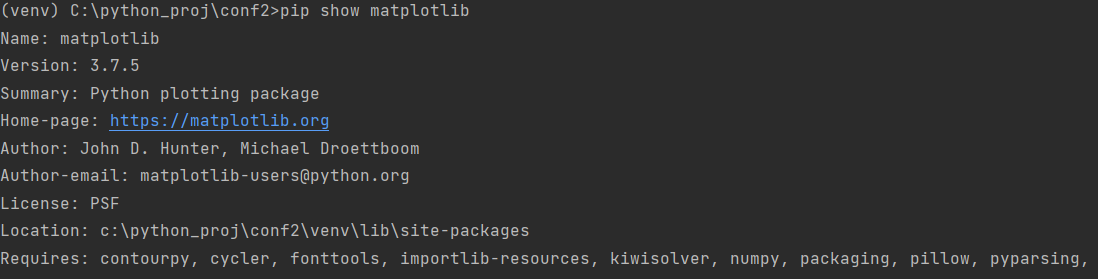 (venv) C:\python_proj\conf2>pip show matplotlib
Name: matplotlib
Version: 3.7.5
Summary: Python plotting package
Home-page: https://matplotlib.org
Author: John D. Hunter, Michael Droettboom
Author-email: matplotlib-users@python.org
License: PSF
Location: c:\python_proj\conf2\venv\lib\site-packages
Requires: contourpy, cycler, fonttools, importlib-resources, kiwisolver, numpy, packaging, pillow, pyparsing,